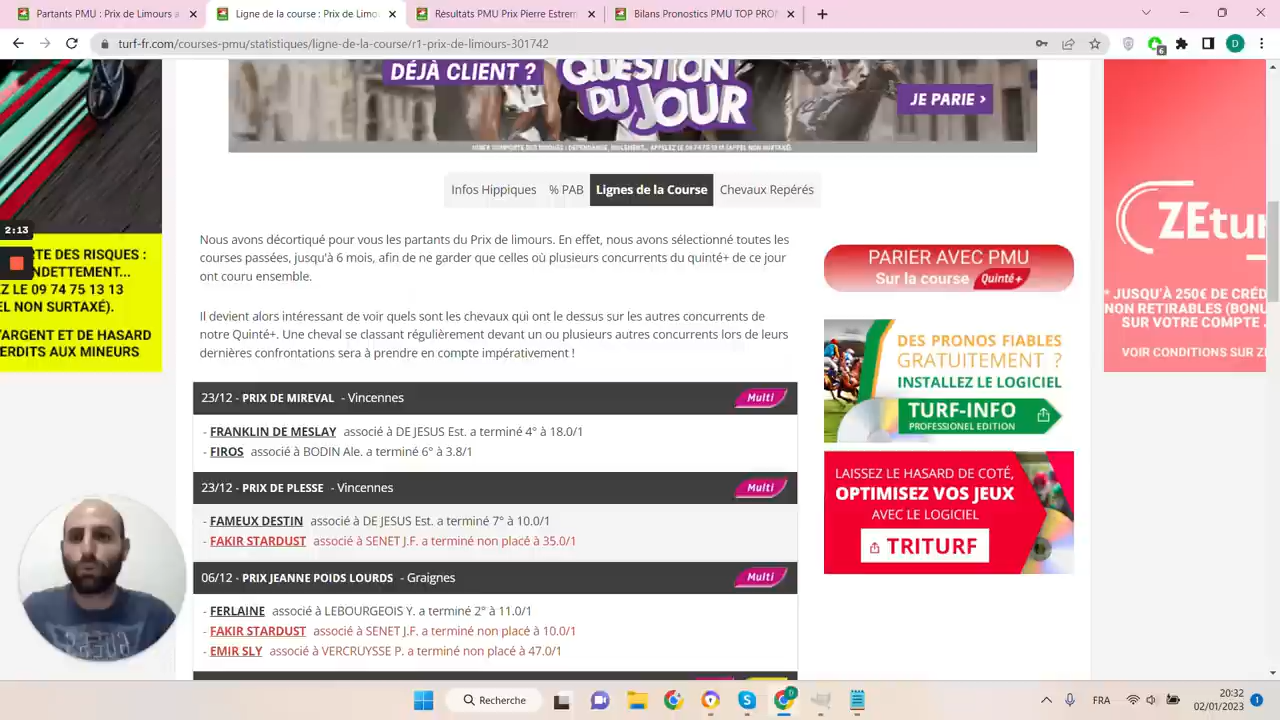 Prix de Limours : P
Ligne de la course : Prix de Limo
Résultats PMU Prix Pierre Estrem
Bilans Pronostics PMU TOP PRO
turf-fr.com/courses-pmu/statistiques/ligne-de-la-course/r1-prix-de-limours-301742
6
D
DÉJÀ CLIENT ?
QUESTION
DU JOUR
JE PARIE >
Infos Hippiques
% PAB
Lignes de la Course
Chevaux Repérés
Nous avons décortiqué pour vous les partants du Prix de limours. En effet, nous avons sélectionné toutes les
courses passées, jusqu'à 6 mois, afin de ne garder que celles où plusieurs concurrents du quinté+ de ce jour
ont couru ensemble.
Il devient alors intéressant de voir quels sont les chevaux qui ont le dessus sur les autres concurrents de
notre Quinté+. Une cheval se classant régulièrement devant un ou plusieurs autres concurrents lors de leurs
dernières confrontations sera à prendre en compte impérativement !
23/12 - PRIX DE MIREVAL - Vincennes
Multi
- FRANKLIN DE MESLAY associé à DE JESUS Est. a terminé 4° à 18.0/1
- FIROS associé à BODIN Ale. a terminé 6° à 3.8/1
23/12 - PRIX DE PLESSE - Vincennes
Multi
- FAMEUX DESTIN associé à DE JESUS Est. a terminé 7° à 10.0/1
- FAKIR STARDUST associé à SENET J.F. a terminé non placé à 35.0/1
06/12 - PRIX JEANNE POIDS LOURDS - Graignes
Multi
- FERLAINE associé à LEBOURGEOIS Y. a terminé 2° à 11.0/1
- FAKIR STARDUST associé à SENET J.F. a terminé non placé à 10.0/1
- EMIR SLY associé à VERCRUYSSE P. a terminé non placé à 47.0/1
2:13
RTE DES RISQUES :
NDETTEMENT...
Z LE 09 74 75 13 13
EL NON SURTAXÉ).
'ARGENT ET DE HASARD
ERDITS AUX MINEURS
PARIER AVEC PMU
Sur la course Quinté+
DES PRONOS FIABLES
GRATUITEMENT ?
INSTALLEZ LE LOGICIEL
TURF-INFO
PROFESIONEL EDITION
LAISSEZ LE HASARD DE COTÉ,
OPTIMISEZ VOS JEUX
AVEC LE LOGICIEL
TRITURF
ZEtur
* JUSQU'À 250€ DE CRÉD
NON RETIRABLES (BONU
SUR VOTRE COMPTE
VOIR CONDITIONS SUR ZE
Recherche
D
FRA
20:32
02/01/2023
1